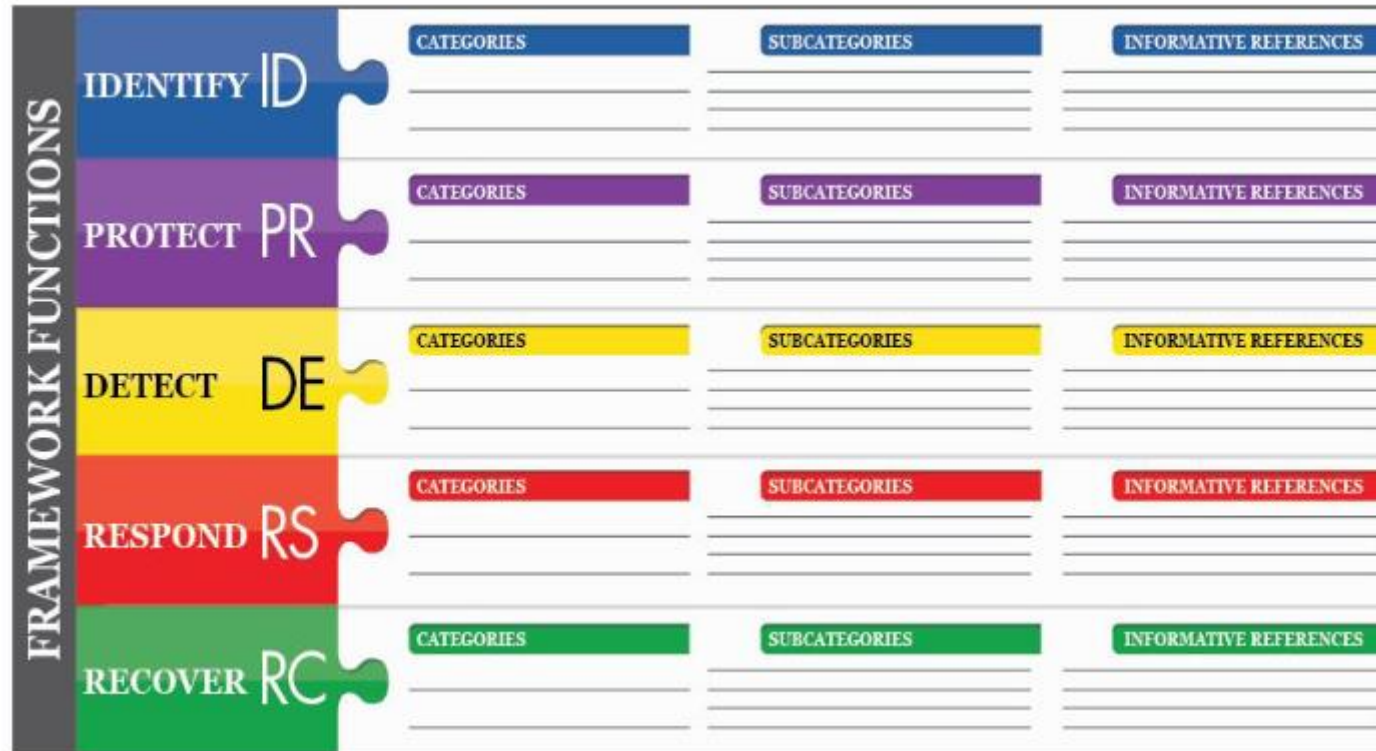 FRAMEWORK FUNCTIONS
IDENTIFY ID
CATEGORIES SUBCATEGORIES INFORMATIVE REFERENCES
PROTECT PR
CATEGORIES SUBCATEGORIES INFORMATIVE REFERENCES
DETECT DE
CATEGORIES SUBCATEGORIES INFORMATIVE REFERENCES
RESPOND RS
CATEGORIES SUBCATEGORIES INFORMATIVE REFERENCES
RECOVER RC
CATEGORIES SUBCATEGORIES INFORMATIVE REFERENCES